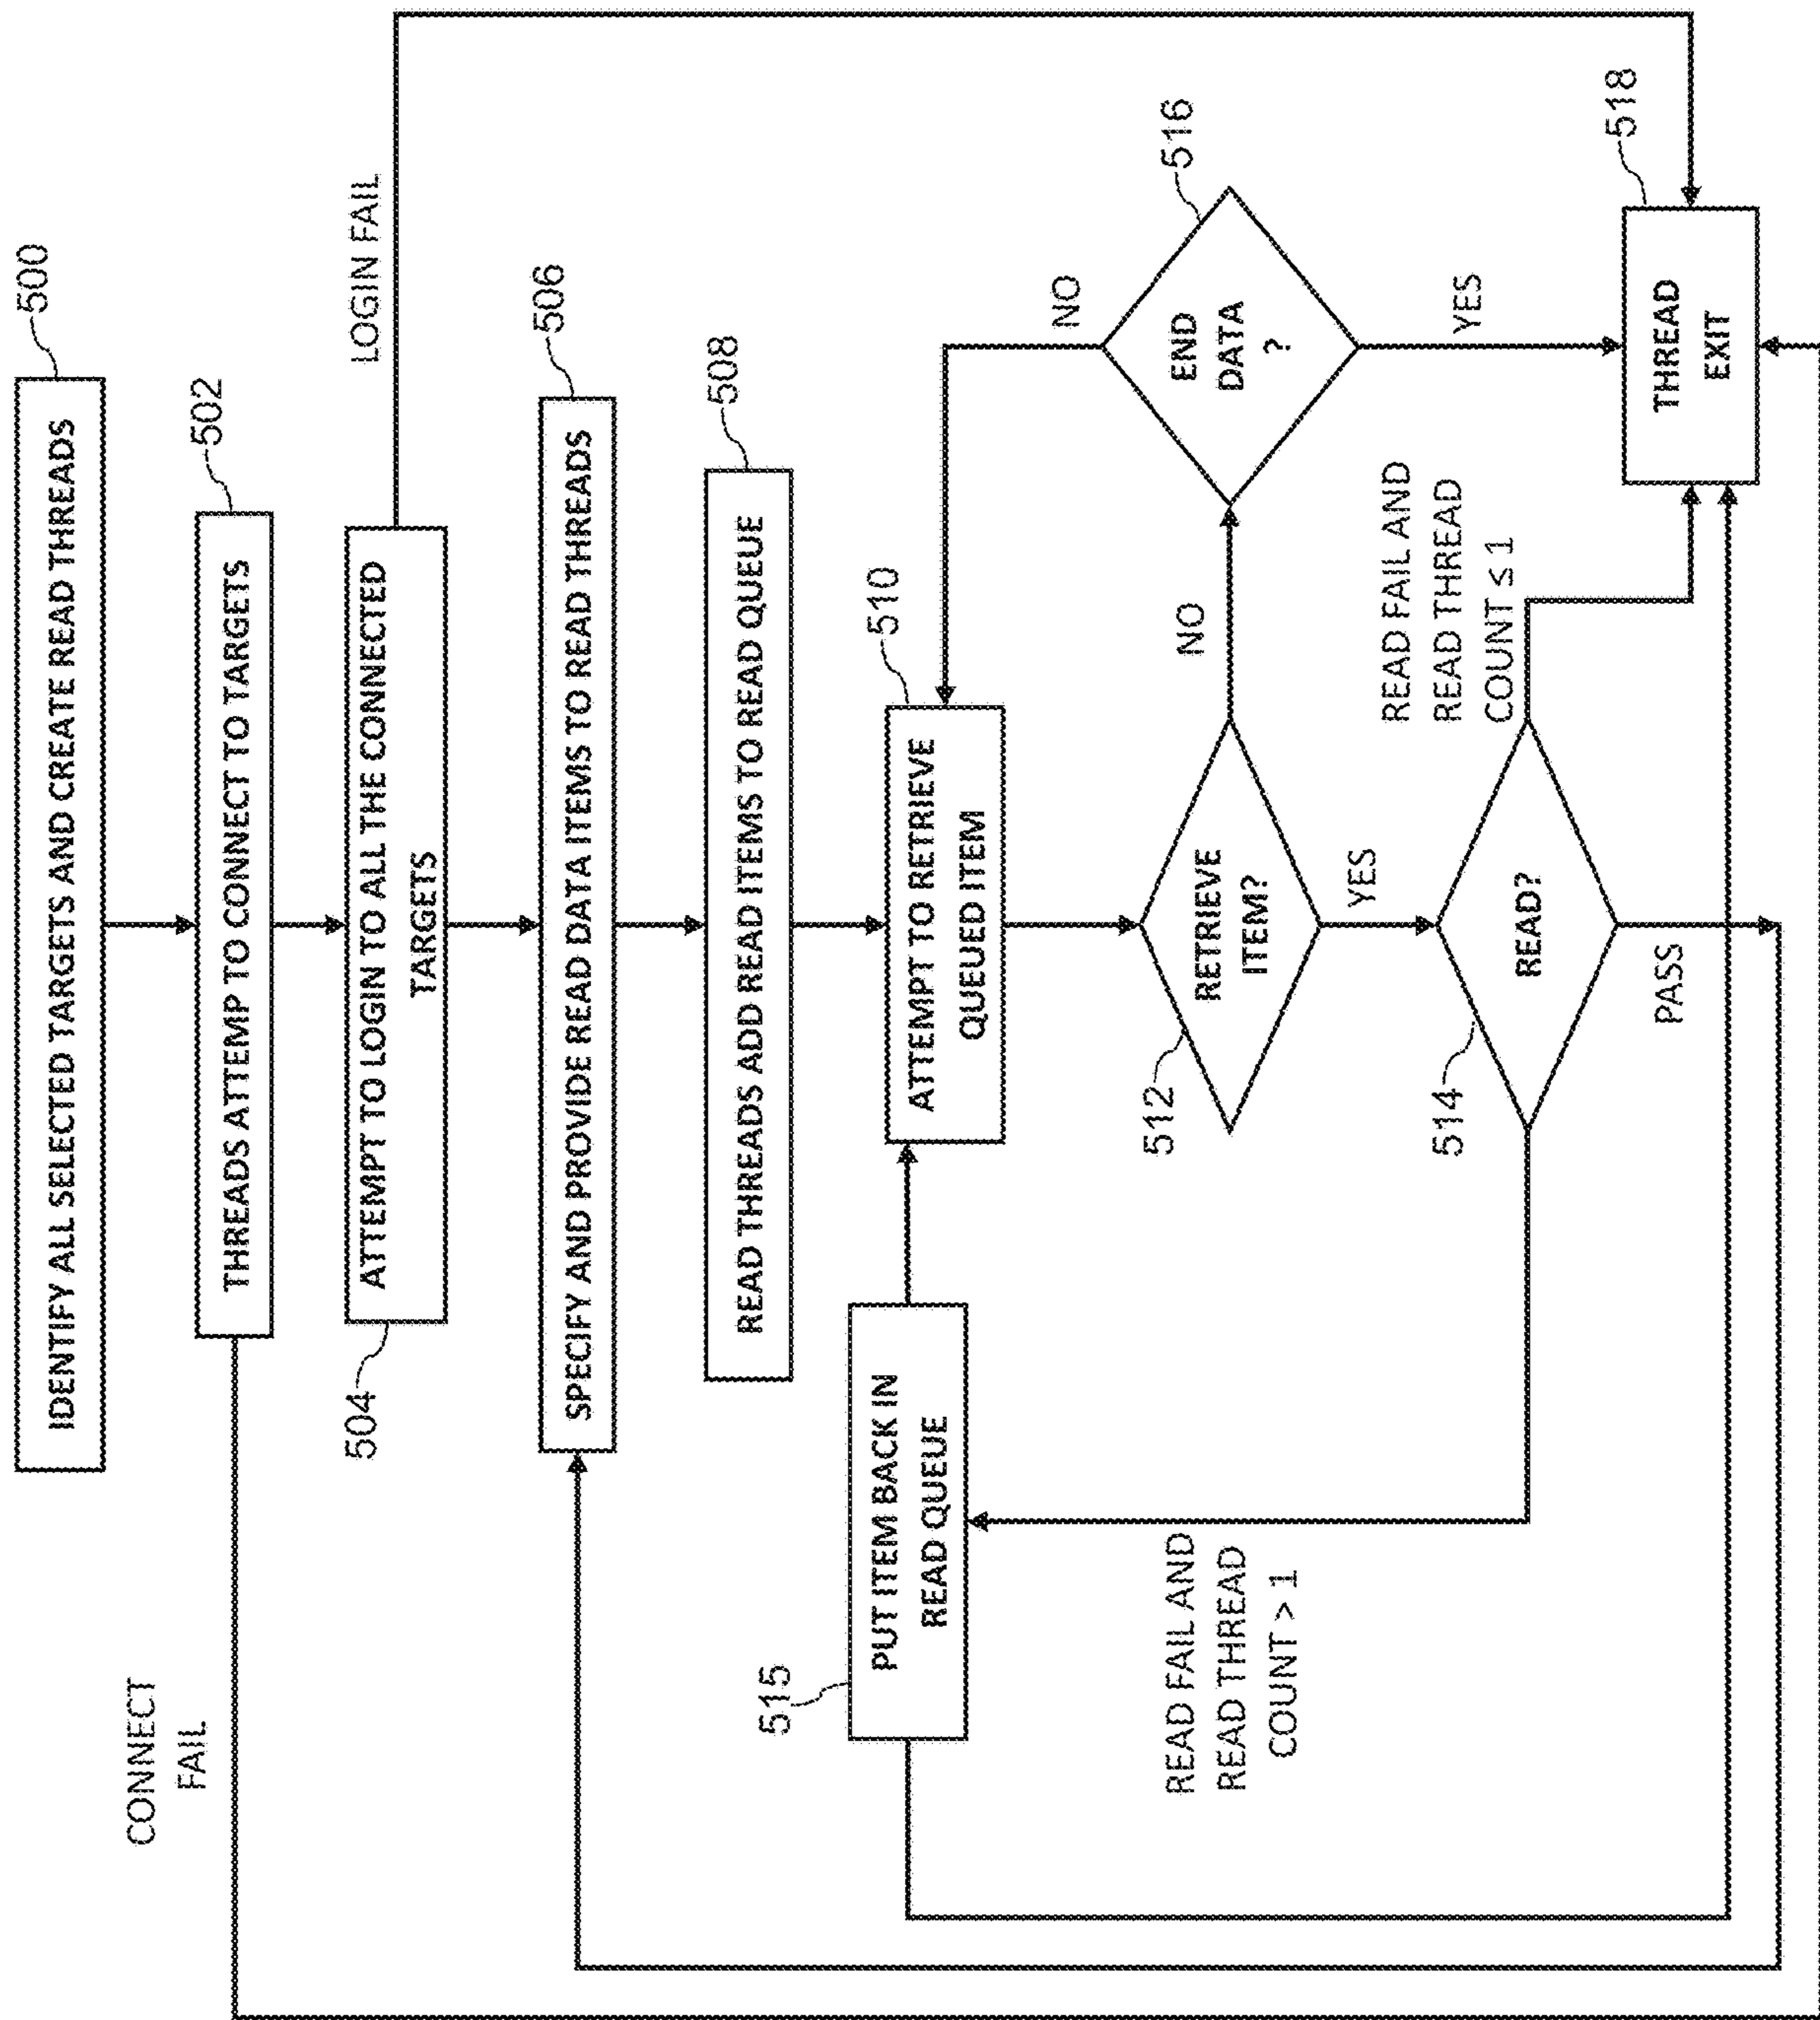 IDENTIFY ALL SELECTED TARGETS AND CREATE READ THREADS
500
CONNECT
FAIL
THREADS ATTEMP TO CONNECT TO TARGETS
502
ATTEMPT TO LOGIN TO ALL THE CONNECTED
TARGETS
504
LOGIN FAIL
SPECIFY AND PROVIDE READ DATA ITEMS TO READ THREADS
506
READ THREADS ADD READ ITEMS TO READ QUEUE
508
515
PUT ITEM BACK IN
READ QUEUE
ATTEMPT TO RETRIEVE
QUEUED ITEM
510
512
RETRIEVE
ITEM?
NO
YES
END
DATA
?
516
NO
YES
READ FAIL AND
READ THREAD
COUNT > 1
514
READ?
PASS
READ FAIL AND
READ THREAD
COUNT ≤ 1
THREAD
EXIT
518